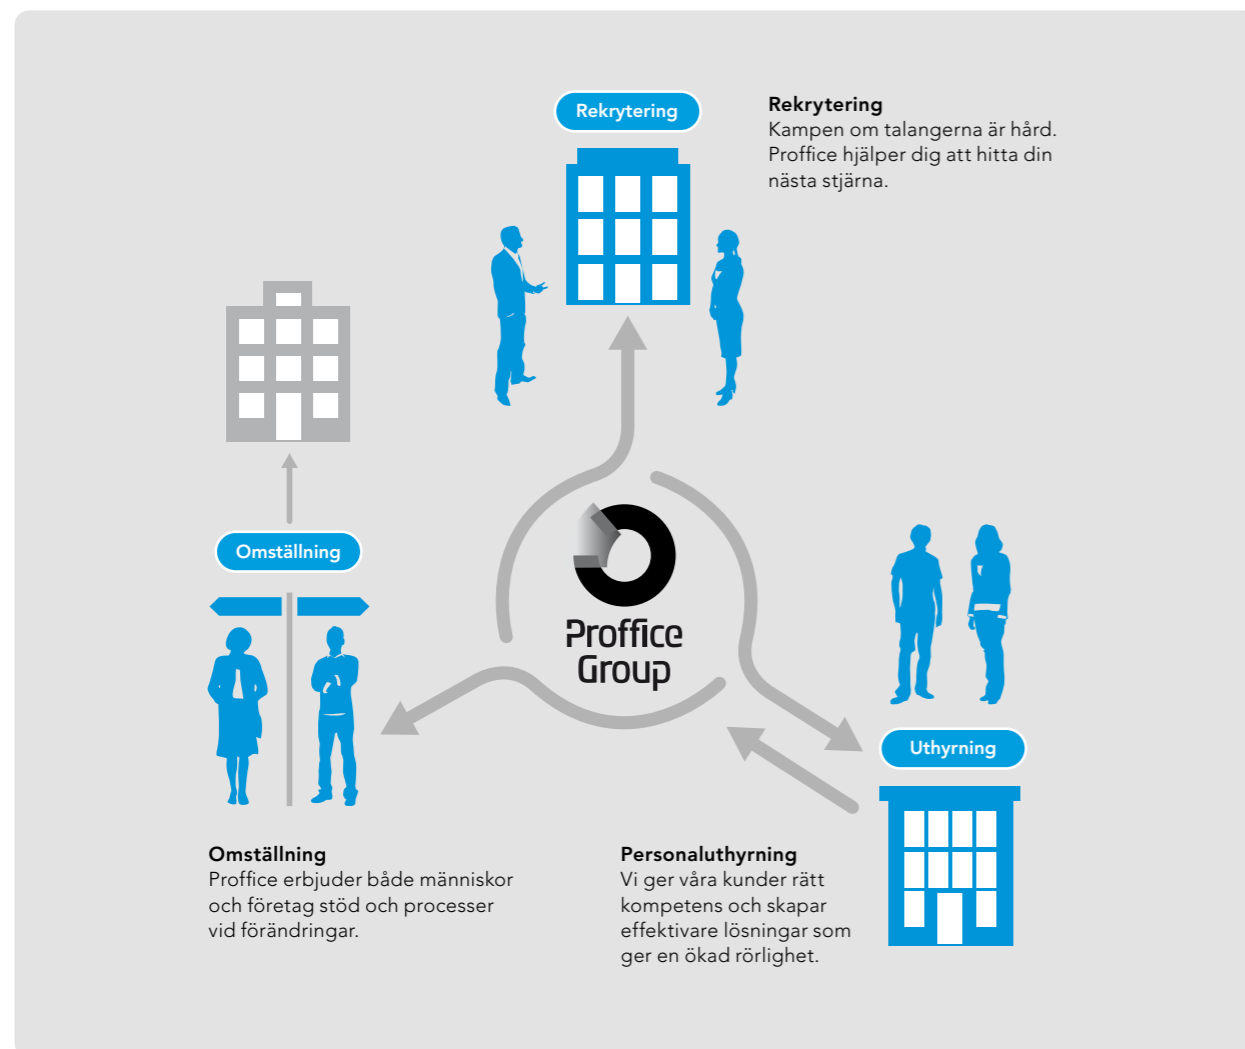 Rekrytering
Rekrytering
Kampen om talangerna är hård.
Proffice hjälper dig att hitta din
nästa stjärna.
Omställning
Proffice
Group
Uthyrning
Omställning
Proffice erbjuder både människor
och företag stöd och processer
vid förändringar.
Personaluthyrning
Vi ger våra kunder rätt
kompetens och skapar
effektivare lösningar som
ger en ökad rörlighet.